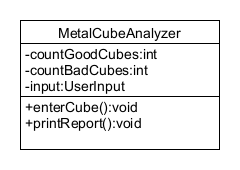 MetalCubeAnalyzer
-countGoodCubes:int
-countBadCubes:int
-input:UserInput
+enterCube():void
+printReport():void